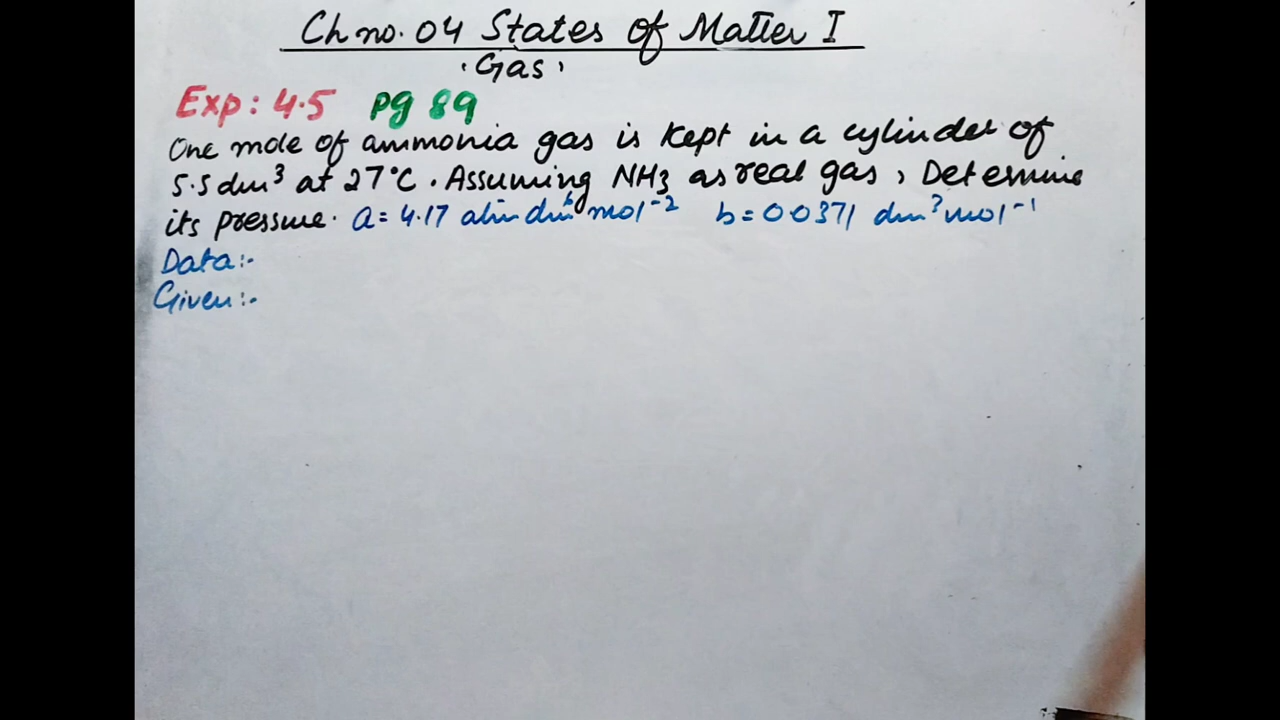 Ch no. 04 States of Matter I
Gas
Exp: 4.5 pg 89
One mole of ammonia gas is kept in a cylinder of
5.5 dm³ at 27°C. Assuming NH₃ as real gas, Determine
its pressure. a = 4.17 atm dm⁶ mol⁻² b = 0.0371 dm³ mol⁻¹
Data:-
Given:-